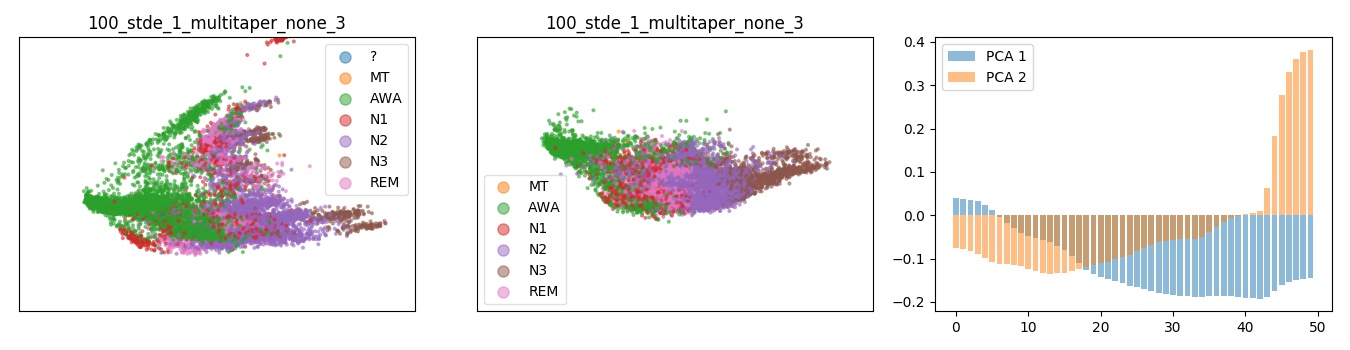 100_stde_1_multitaper_none_3
?
MT
AWA
N1
N2
N3
REM
100_stde_1_multitaper_none_3
MT
AWA
N1
N2
N3
REM
PCA 1
PCA 2
0.4
0.3
0.2
0.1
0.0
−0.1
−0.2
0 10 20 30 40 50